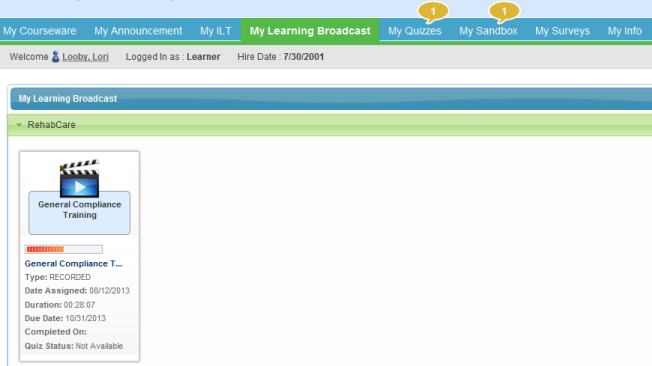 1 1
My Courseware My Announcement My ILT My Learning Broadcast My Quizzes My Sandbox My Surveys My Info
Welcome Looby, Lori Logged In as : Learner Hire Date : 7/30/2001
My Learning Broadcast
RehabCare
General Compliance
Training
General Compliance T...
Type: RECORDED
Date Assigned: 08/12/2013
Duration: 00:28:07
Due Date: 10/31/2013
Completed On:
Quiz Status: Not Available